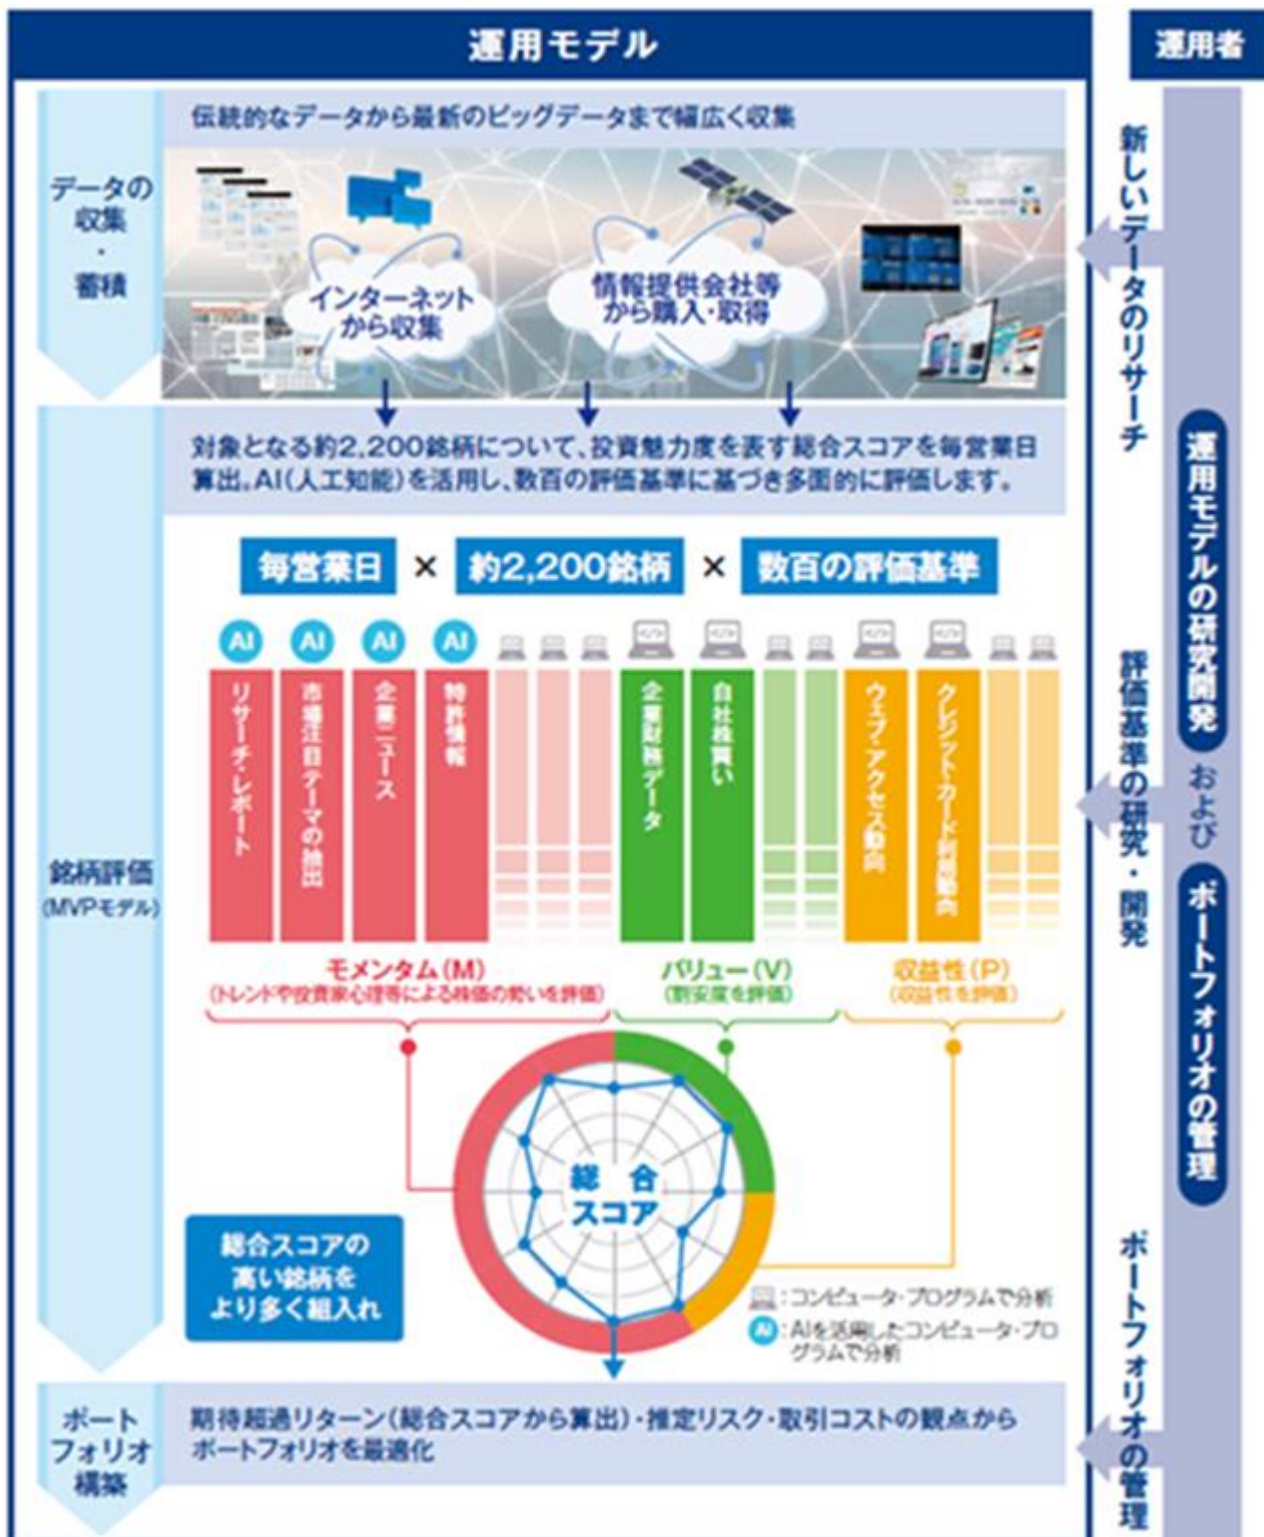 運用モデル
運用者
データの
収集
・
蓄積
伝統的なデータから最新のビッグデータまで幅広く収集
インターネット
から収集
情報提供会社等
から購入・取得
新しいデータのリサーチ
銘柄評価
(MVPモデル)
対象となる約2,200銘柄について、投資魅力度を表す総合スコアを毎営業日
算出。AI(人工知能)を活用し、数百の評価基準に基づき多面的に評価します。
毎営業日 × 約2,200銘柄 × 数百の評価基準
AI
AI
AI
AI
リサーチ・レポート
市場注目テーマの抽出
企業ニュース
特許情報
企業財務データ
自社株買い
ウェブ・アクセス動向
クレジット・カード利用動向
モメンタム(M)
(トレンドや投資家心理等による株価の勢いを評価)
バリュー(V)
(割安度を評価)
収益性(P)
(収益性を評価)
評価基準の研究・開発
運用モデルの研究開発
および
ポートフォリオの管理
総合
スコア
総合スコアの
高い銘柄を
より多く組入れ
:コンピュータ・プログラムで分析
AI:AIを活用したコンピュータ・プロ
グラムで分析
ポート
フォリオ
構築
期待超過リターン(総合スコアから算出)・推定リスク・取引コストの観点から
ポートフォリオを最適化
ポートフォリオの管理